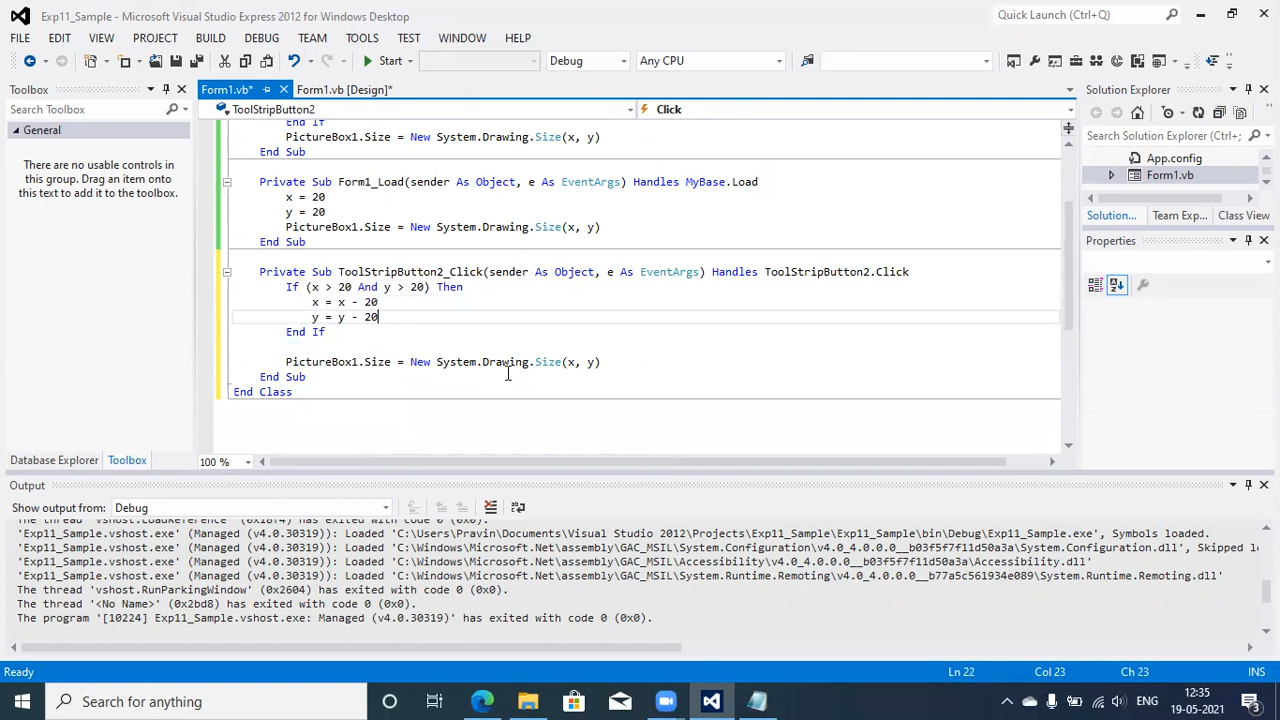 Exp11_Sample - Microsoft Visual Studio Express 2012 for Windows Desktop
Quick Launch (Ctrl+Q)
FILE EDIT VIEW PROJECT BUILD DEBUG TEAM TOOLS TEST WINDOW HELP
Start Debug Any CPU
Toolbox
Search Toolbox
General
There are no usable controls in
this group. Drag an item onto
this text to add it to the toolbox.
Database Explorer Toolbox
Form1.vb* Form1.vb [Design]*
ToolStripButton2 Click
End If
PictureBox1.Size = New System.Drawing.Size(x, y)
End Sub
Private Sub Form1_Load(sender As Object, e As EventArgs) Handles MyBase.Load
x = 20
y = 20
PictureBox1.Size = New System.Drawing.Size(x, y)
End Sub
Private Sub ToolStripButton2_Click(sender As Object, e As EventArgs) Handles ToolStripButton2.Click
If (x > 20 And y > 20) Then
x = x - 20
y = y - 20
End If
PictureBox1.Size = New System.Drawing.Size(x, y)
End Sub
End Class
100 %
Solution Explorer
Search Solution Explorer (Ctrl+;)
App.config
Form1.vb
Solution... Team Exp... Class View
Properties
Output
Show output from: Debug
The thread 'vshost.LoadReference' (0x18f4) has exited with code 0 (0x0).
'Exp11_Sample.vshost.exe' (Managed (v4.0.30319)): Loaded 'C:\Users\Pravin\Documents\Visual Studio 2012\Projects\Exp11_Sample\Exp11_Sample\bin\Debug\Exp11_Sample.exe', Symbols loaded.
'Exp11_Sample.vshost.exe' (Managed (v4.0.30319)): Loaded 'C:\Windows\Microsoft.Net\assembly\GAC_MSIL\System.Configuration\v4.0_4.0.0.0__b03f5f7f11d50a3a\System.Configuration.dll', Skipped lo
'Exp11_Sample.vshost.exe' (Managed (v4.0.30319)): Loaded 'C:\Windows\Microsoft.Net\assembly\GAC_MSIL\Accessibility\v4.0_4.0.0.0__b03f5f7f11d50a3a\Accessibility.dll'
'Exp11_Sample.vshost.exe' (Managed (v4.0.30319)): Loaded 'C:\Windows\Microsoft.Net\assembly\GAC_MSIL\System.Runtime.Remoting\v4.0_4.0.0.0__b77a5c561934e089\System.Runtime.Remoting.dll'
The thread 'vshost.RunParkingWindow' (0x2604) has exited with code 0 (0x0).
The thread '<No Name>' (0x2bd8) has exited with code 0 (0x0).
The program '[10224] Exp11_Sample.vshost.exe: Managed (v4.0.30319)' has exited with code 0 (0x0).
Ready Ln 22 Col 23 Ch 23 INS
Search for anything
ENG
12:35
19-05-2021
3